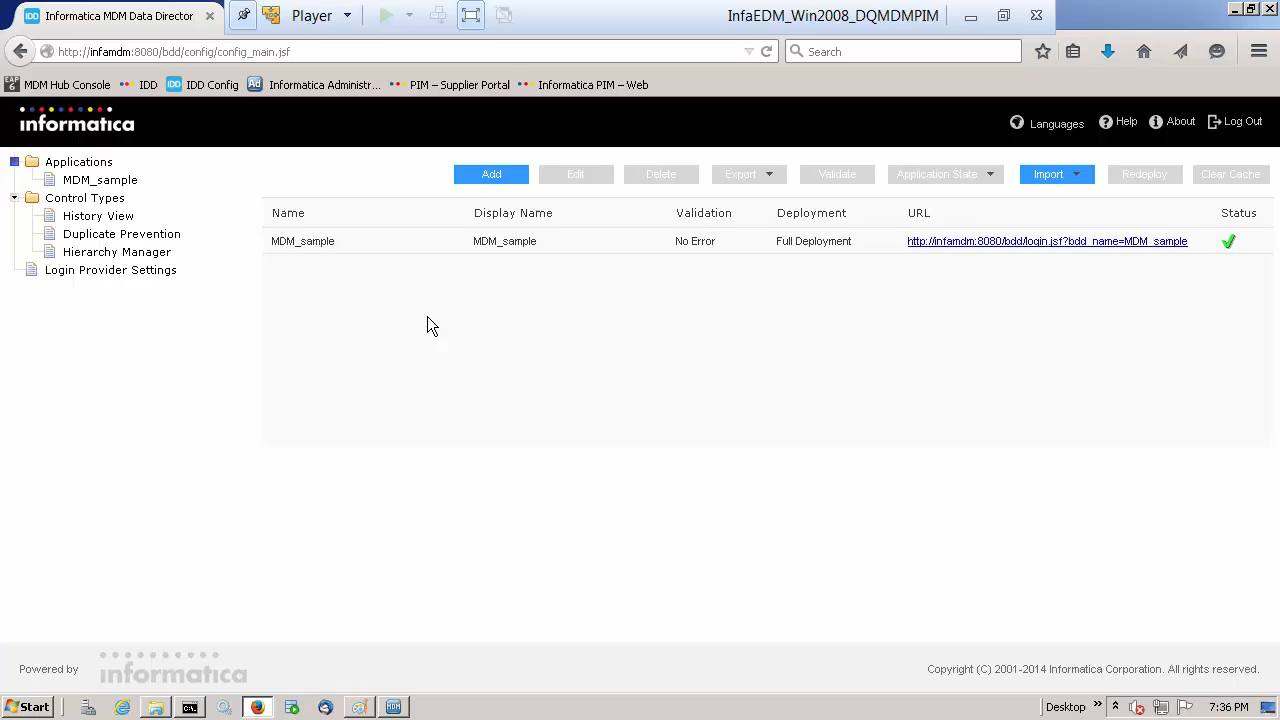 Informatica MDM Data Director
Player
InfaEDM_Win2008_DQMDMPIM
http://infamdm:8080/bdd/config/config_main.jsf
Search
EAP 6
MDM Hub Console
IDD
IDD
IDD Config
Ad
Informatica Administr...
PIM – Supplier Portal
Informatica PIM – Web
informatica
Languages
Help
About
Log Out
Applications
MDM_sample
Control Types
History View
Duplicate Prevention
Hierarchy Manager
Login Provider Settings
Add
Edit
Delete
Export
Validate
Application State
Import
Redeploy
Clear Cache
Name
Display Name
Validation
Deployment
URL
Status
MDM_sample
MDM_sample
No Error
Full Deployment
http://infamdm:8080/bdd/login.jsf?bdd_name=MDM_sample
Powered by
informatica
Copyright (C) 2001-2014 Informatica Corporation. All rights reserved.
Start
Desktop
7:36 PM